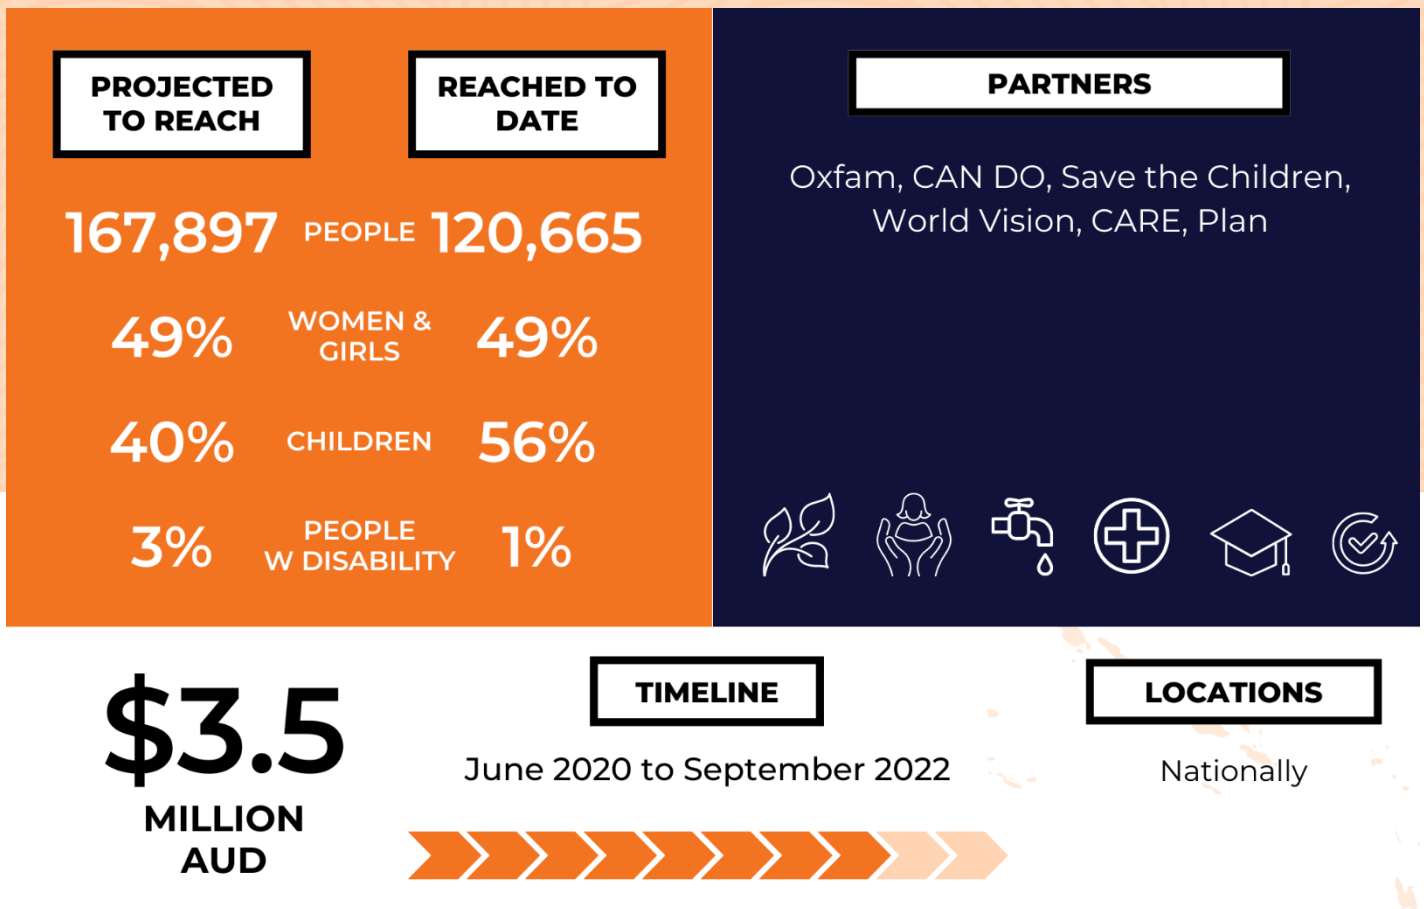 PROJECTED
TO REACH
REACHED TO
DATE
167,897 PEOPLE 120,665
49% WOMEN &
GIRLS 49%
40% CHILDREN 56%
3% PEOPLE
W DISABILITY 1%
PARTNERS
Oxfam, CAN DO, Save the Children,
World Vision, CARE, Plan
$3.5
MILLION
AUD
TIMELINE
June 2020 to September 2022
LOCATIONS
Nationally